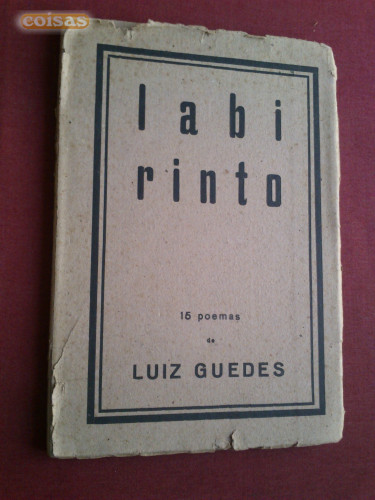 coisas
labi
rinto
15 poemas
de
LUIZ GUEDES